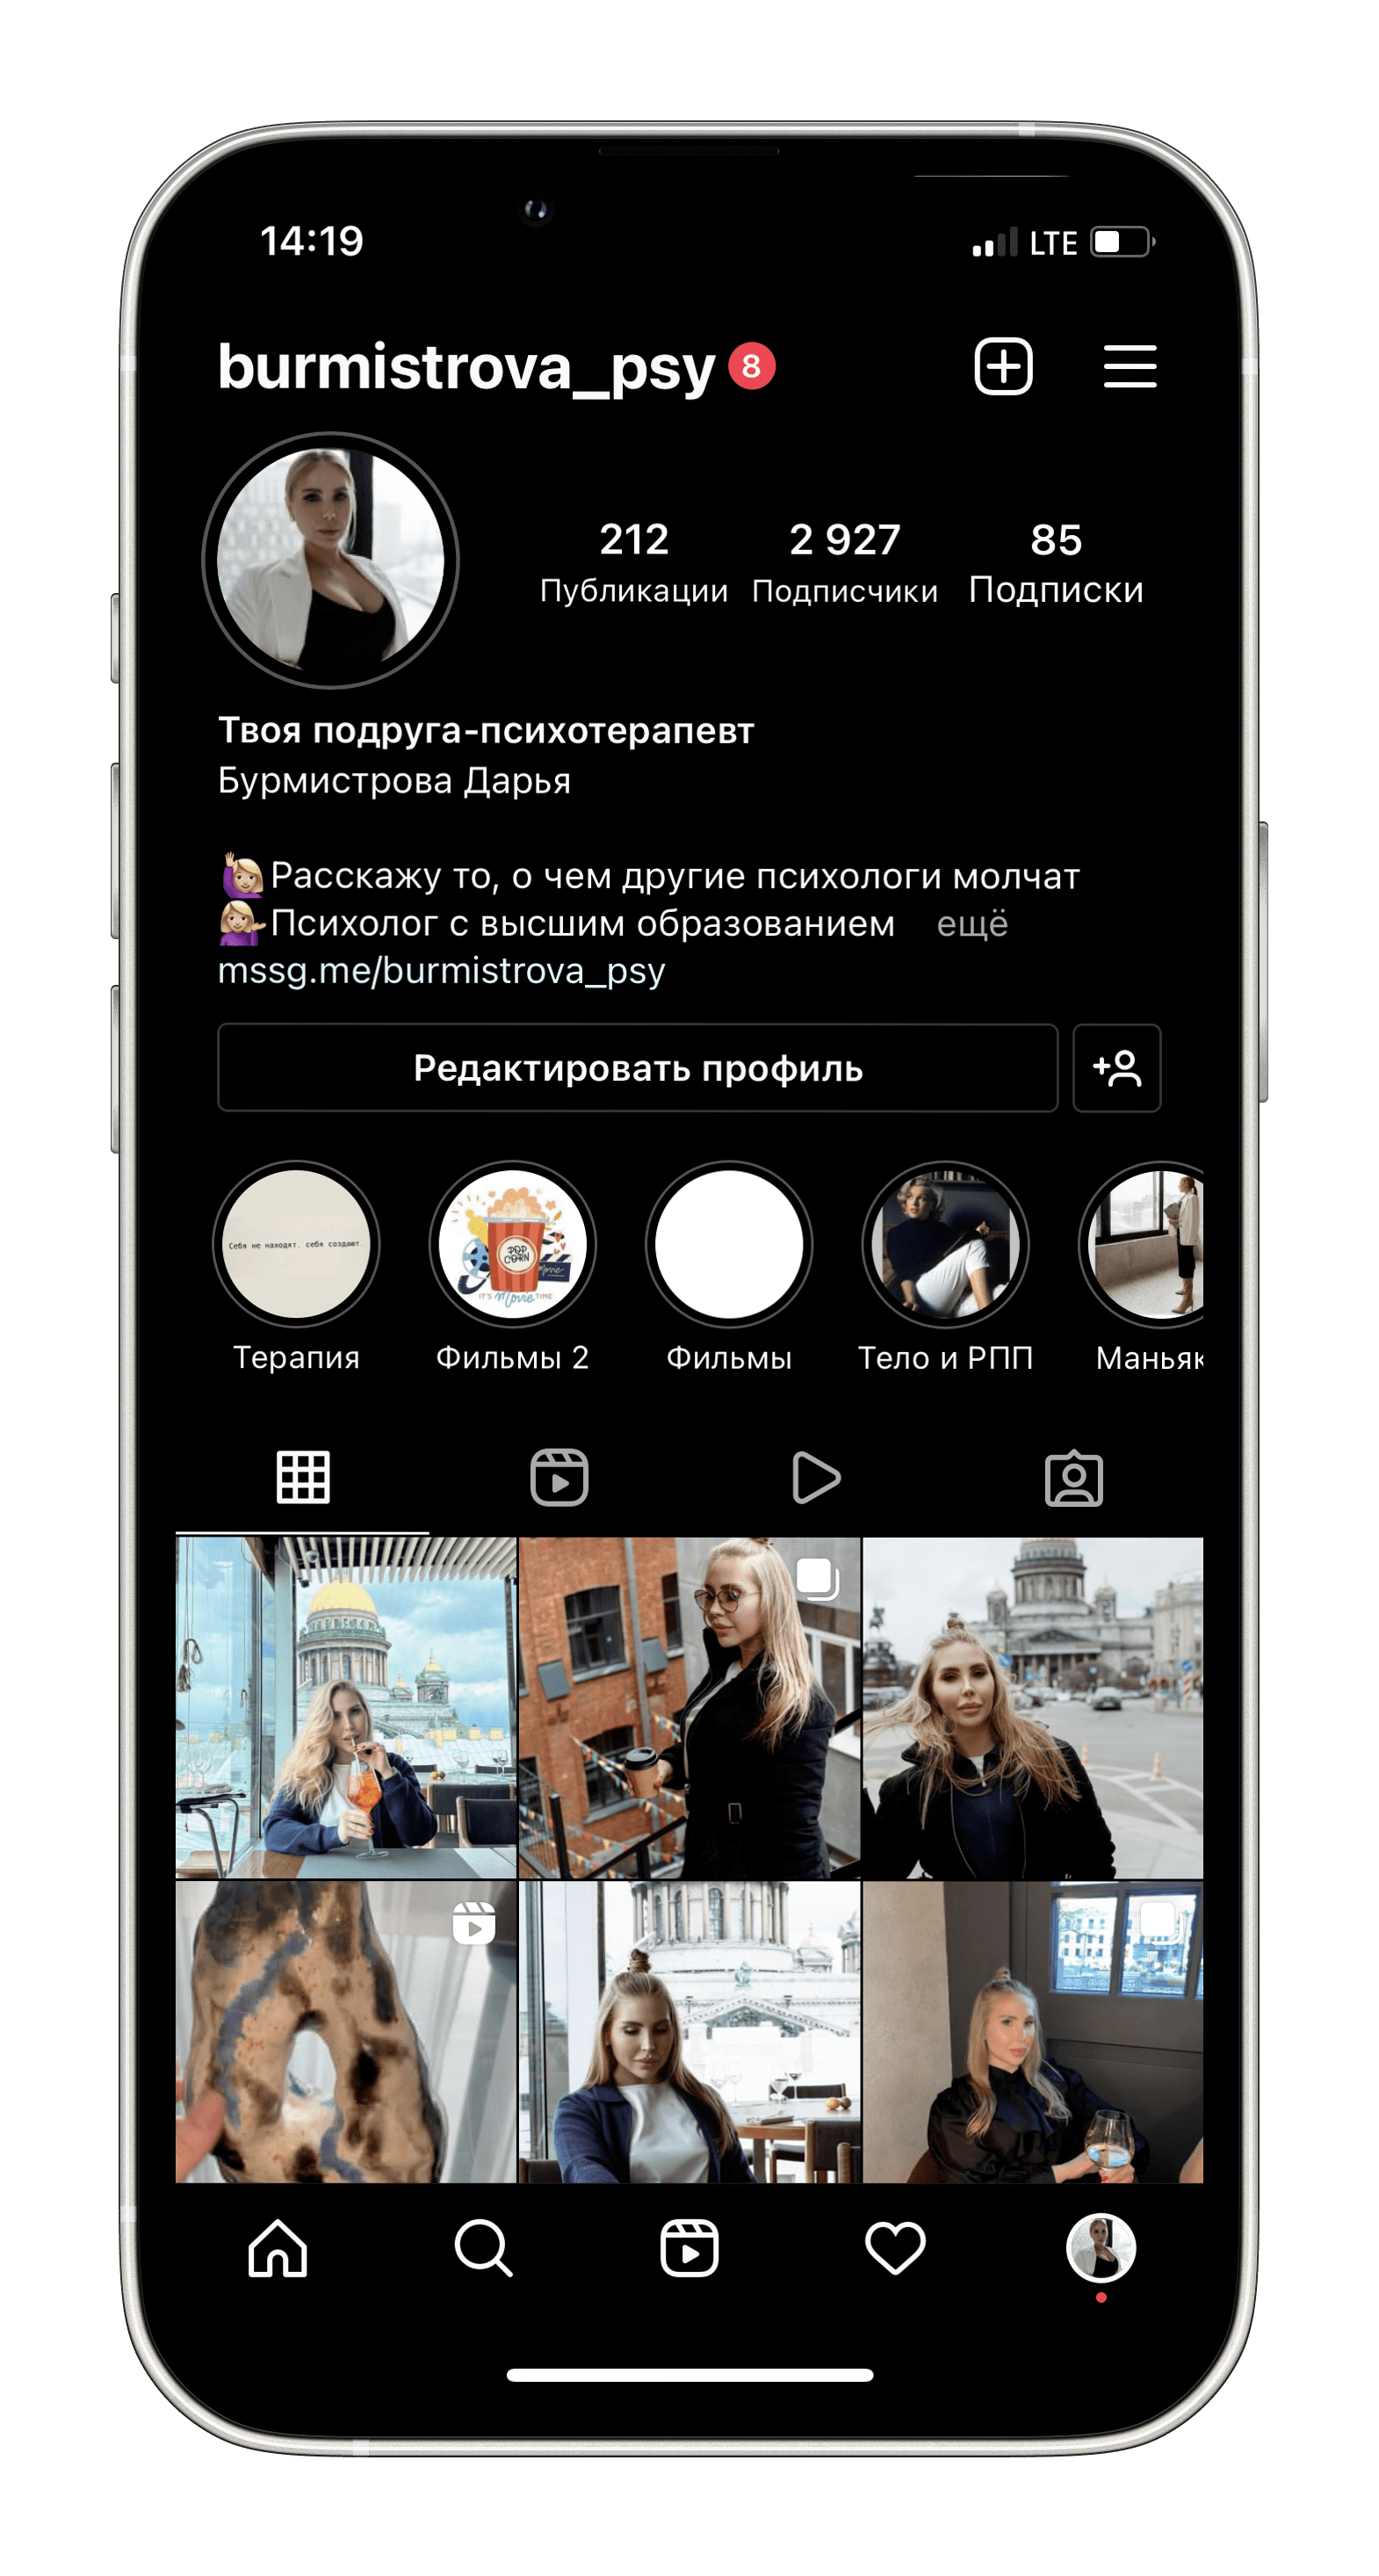 14:19 LTE
burmistrova_psy 8
212 2 927 85
Публикации Подписчики Подписки
Твоя подруга-психотерапевт
Бурмистрова Дарья
🙋🏼‍♀️Расскажу то, о чем другие психологи молчат
💁🏼‍♀️Психолог с высшим образованием ещё
mssg.me/burmistrova_psy
Редактировать профиль
Себя не находят. себя создают.
POP
CORN
movie
IT'S Movie TIME
Терапия Фильмы 2 Фильмы Тело и РПП Маньяк